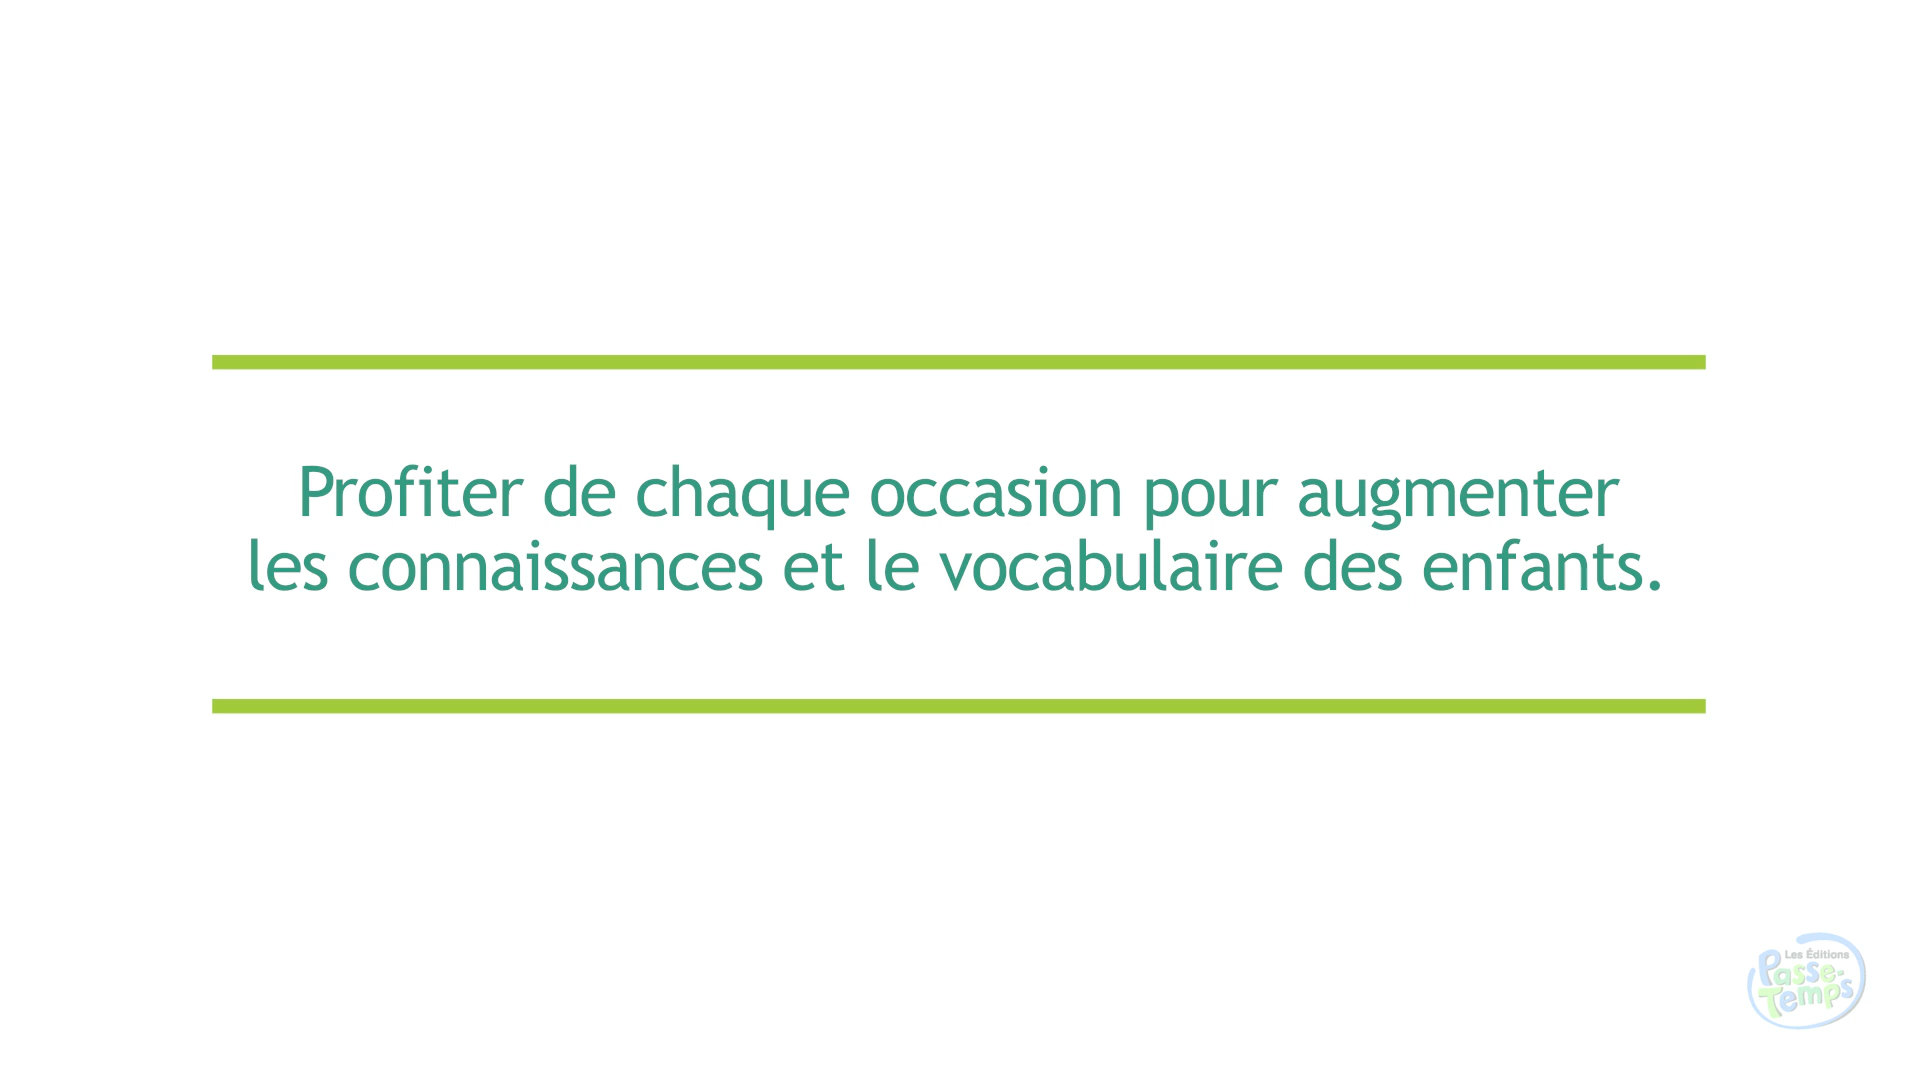 Profiter de chaque occasion pour augmenter
les connaissances et le vocabulaire des enfants.
Les Éditions
Passe-
Temps